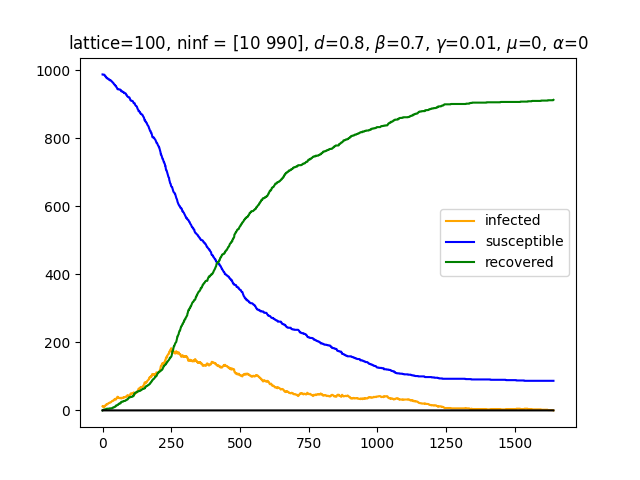 lattice=100, ninf = [10 990], d=0.8, β=0.7, γ=0.01, μ=0, α=0
1000
800
600
400
200
0
infected
susceptible
recovered
0 250 500 750 1000 1250 1500